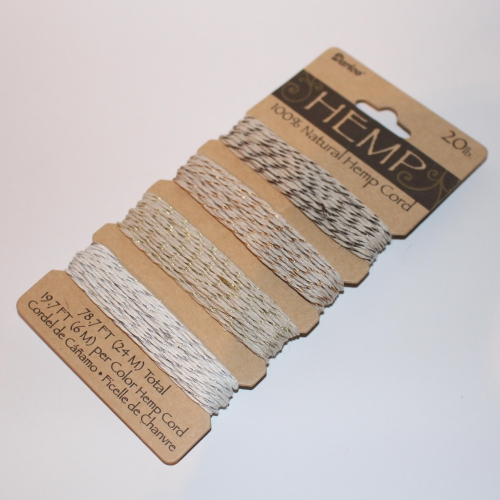 Darice
HEMP
20lb.
100% Natural Hemp Cord
78.7 FT (24 M) Total
19.7 FT (6 M) per Color Hemp Cord
Cordel de Cáñamo • Ficelle de Chanvre